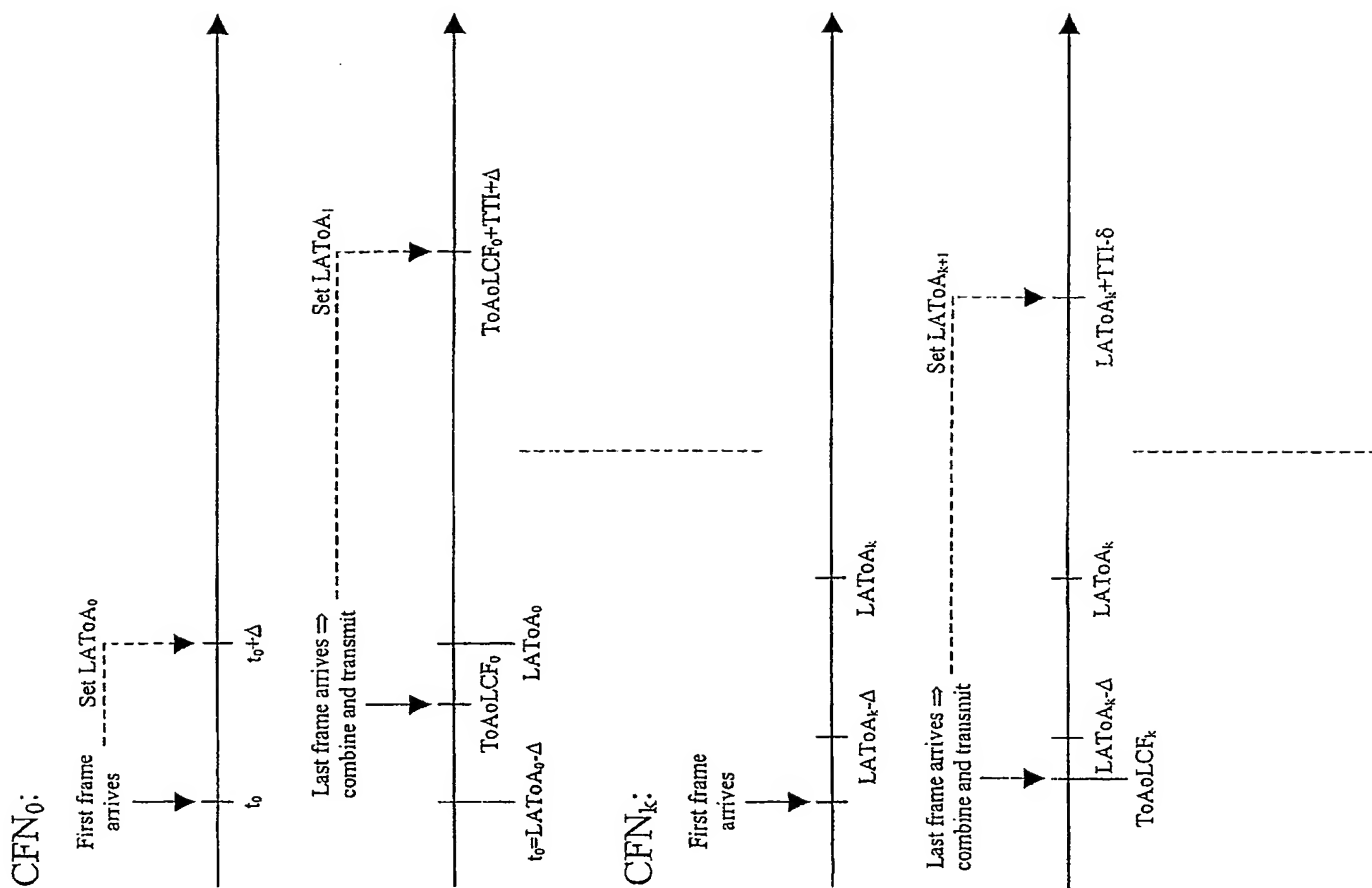 CFN₀:
First frame
arrives
Set LAToA₀
t₀
t₀+Δ
Last frame arrives ⇒
combine and transmit
Set LAToA₁
t₀=LAToA₀-Δ
ToAoLCF₀
LAToA₀
ToAoLCF₀+TTI+Δ
CFNₖ:
First frame
arrives
LAToAₖ-Δ
LAToAₖ
Last frame arrives ⇒
combine and transmit
Set LAToAₖ₊₁
ToAoLCFₖ
LAToAₖ-Δ
LAToAₖ
LAToAₖ+TTI-δ